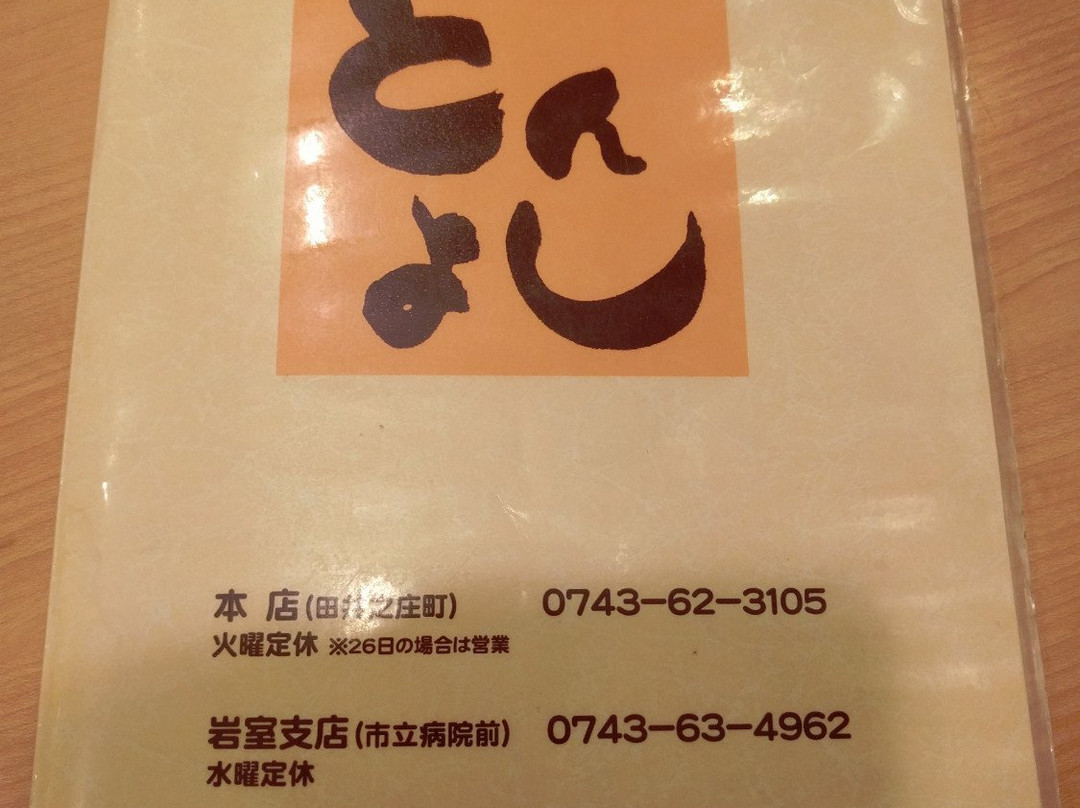 とん
よし
本店(田井之庄町) 0743-62-3105
火曜定休 ※26日の場合は営業
岩室支店(市立病院前) 0743-63-4962
水曜定休